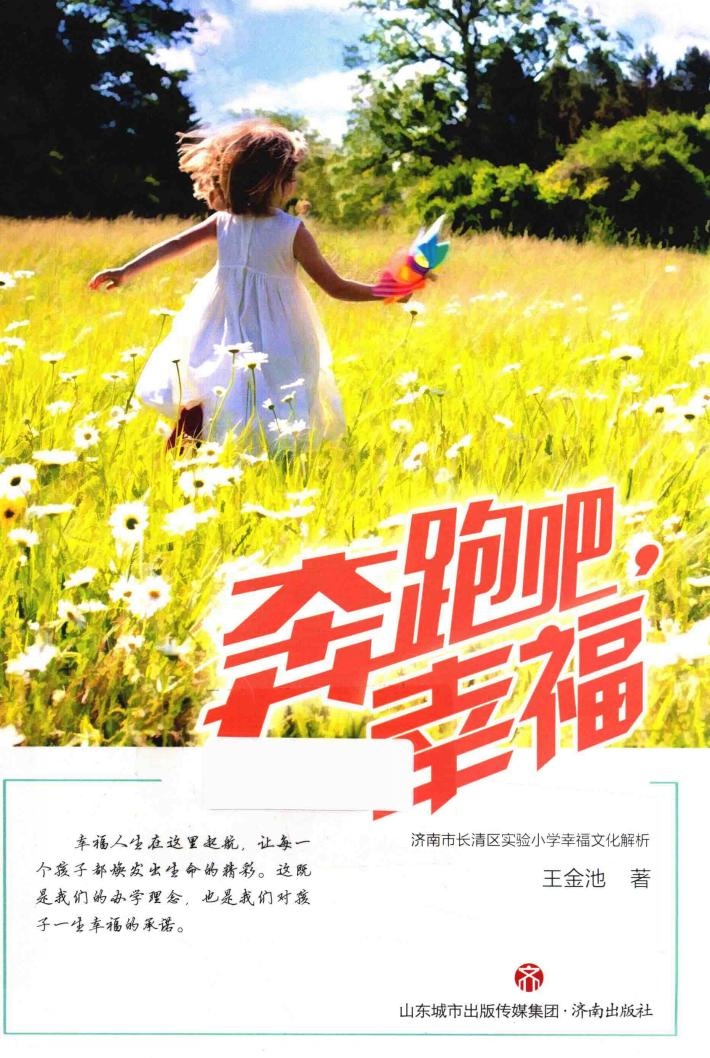 奔跑吧，
幸福
幸福人生在这里起航，让每一
个孩子都焕发出生命的精彩。这既
是我们的办学理念，也是我们对孩
子一生幸福的承诺。
济南市长清区实验小学幸福文化解析
王金池 著
山东城市出版传媒集团·济南出版社